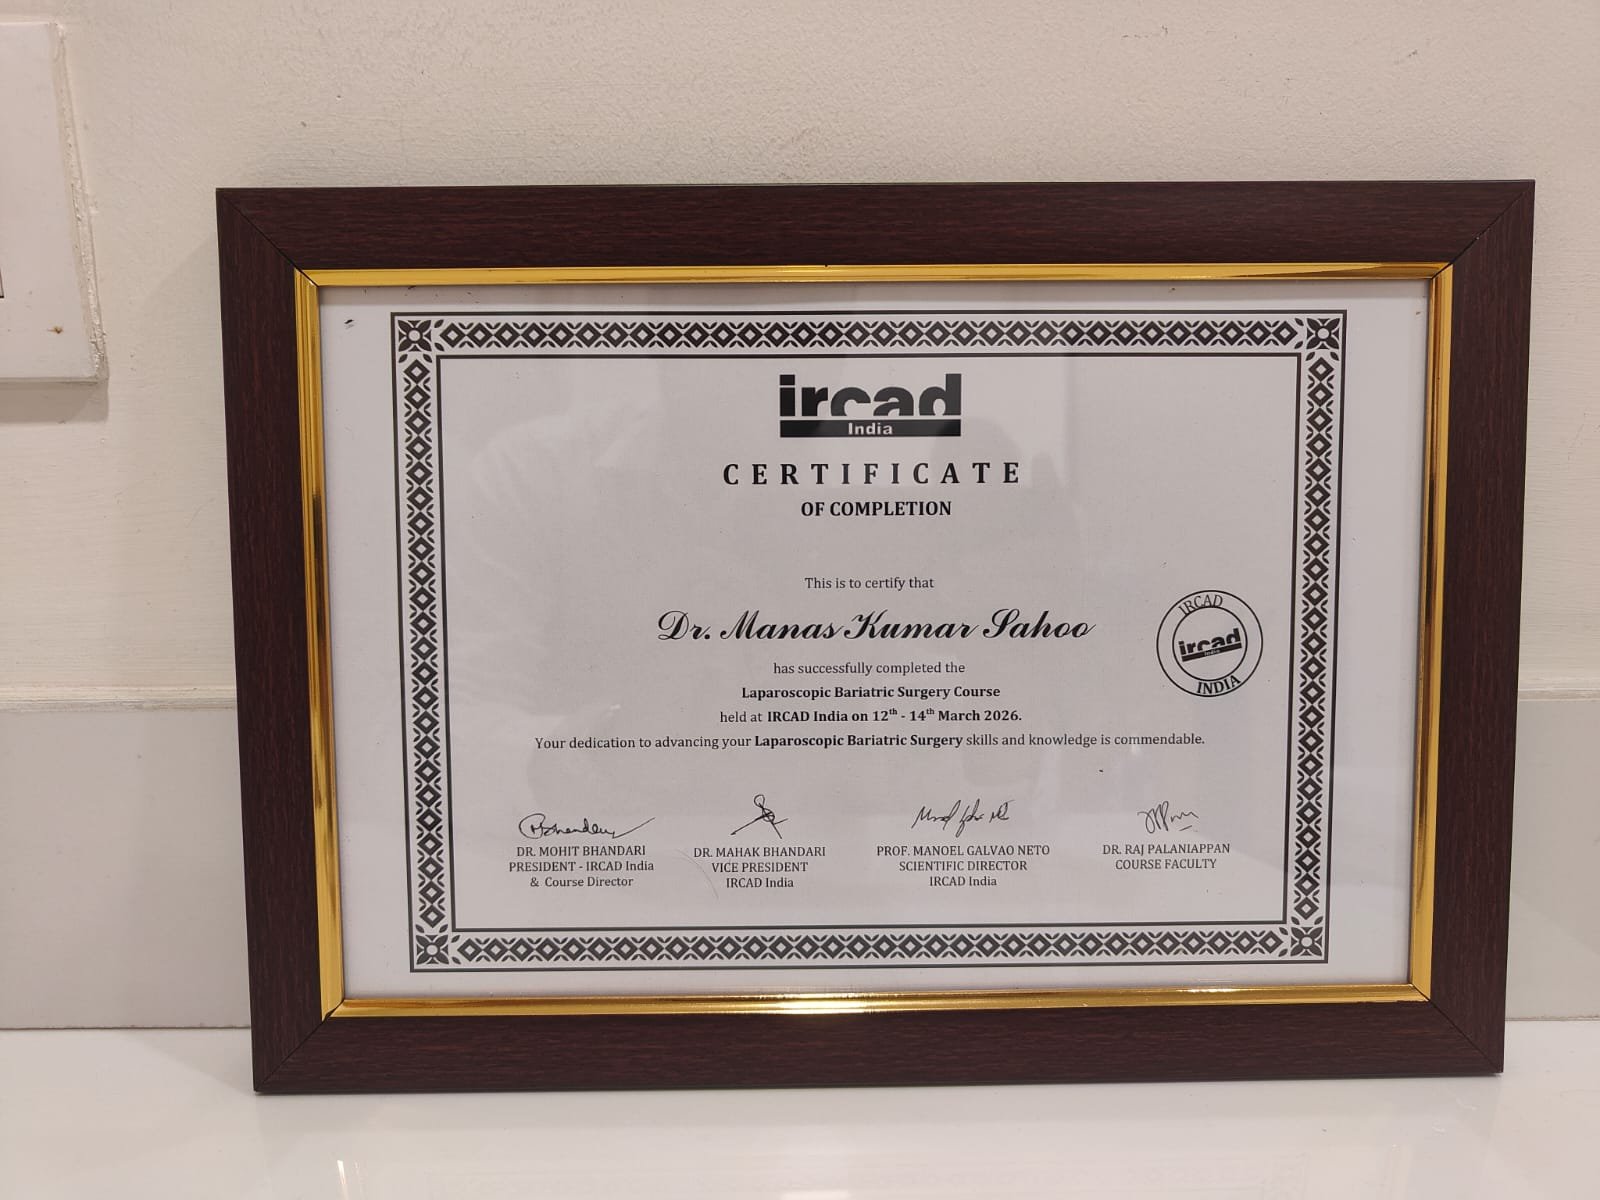 ircad
India
CERTIFICATE
OF COMPLETION
This is to certify that
Dr. Manas Kumar Sahoo
has successfully completed the
Laparoscopic Bariatric Surgery Course
held at IRCAD India on 12th - 14th March 2026.
Your dedication to advancing your Laparoscopic Bariatric Surgery skills and knowledge is commendable.
IRCAD
ircad
India
INDIA
DR. MOHIT BHANDARI
PRESIDENT - IRCAD India
& Course Director
DR. MAHAK BHANDARI
VICE PRESIDENT
IRCAD India
PROF. MANOEL GALVAO NETO
SCIENTIFIC DIRECTOR
IRCAD India
DR. RAJ PALANIAPPAN
COURSE FACULTY